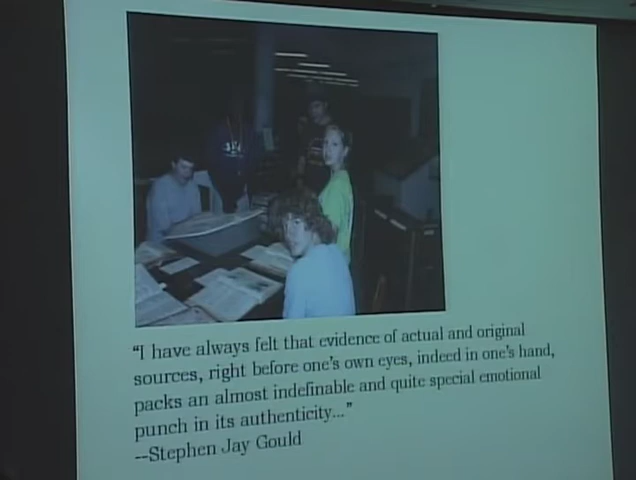 “I have always felt that evidence of actual and original
sources, right before one's own eyes, indeed in one's hand,
packs an almost indefinable and quite special emotional
punch in its authenticity...”
--Stephen Jay Gould